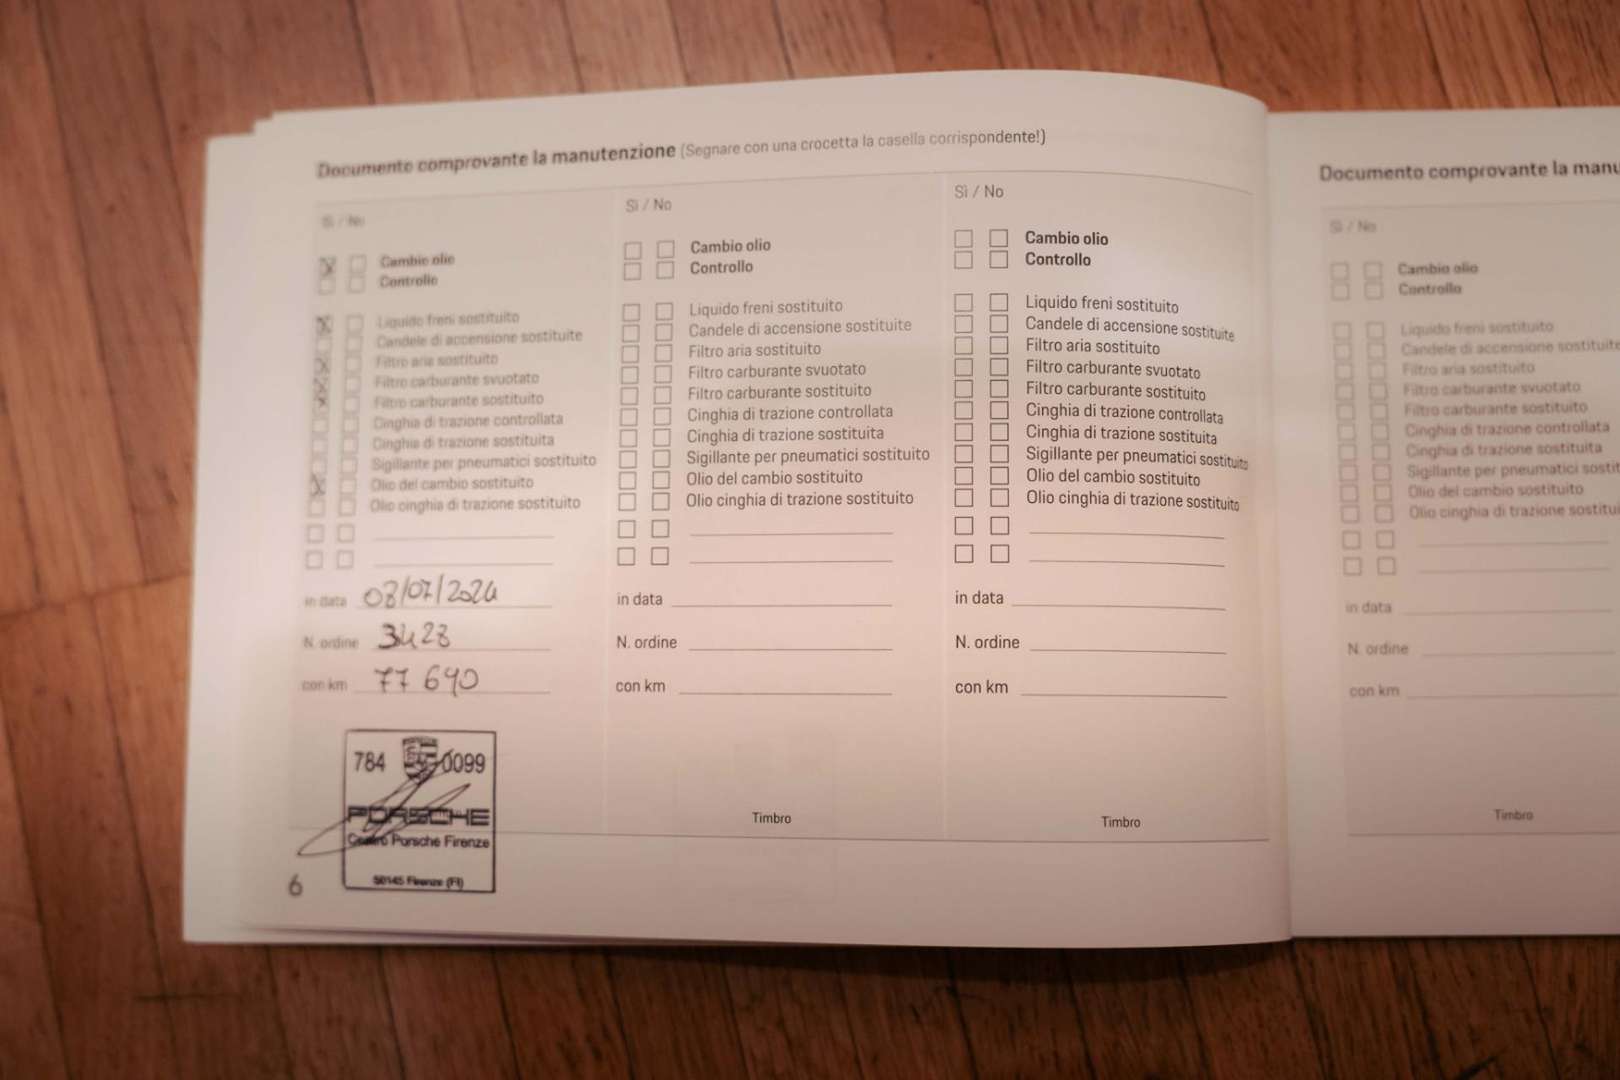 Documento comprovante la manutenzione (Segnare con una crocetta la casella corrispondente!)
Sì / No
Cambio olio
Controllo
Liquido freni sostituito
Candele di accensione sostituite
Filtro aria sostituito
Filtro carburante svuotato
Filtro carburante sostituito
Cinghia di trazione controllata
Cinghia di trazione sostituita
Sigillante per pneumatici sostituito
Olio del cambio sostituito
Olio cinghia di trazione sostituito
in data 03/07/2024
N. ordine 3428
con km 77 690
784 0099
PORSCHE
Centro Porsche Firenze
50145 Firenze (FI)
6
Sì / No
Cambio olio
Controllo
Liquido freni sostituito
Candele di accensione sostituite
Filtro aria sostituito
Filtro carburante svuotato
Filtro carburante sostituito
Cinghia di trazione controllata
Cinghia di trazione sostituita
Sigillante per pneumatici sostituito
Olio del cambio sostituito
Olio cinghia di trazione sostituito
in data
N. ordine
con km
Timbro
Sì / No
Cambio olio
Controllo
Liquido freni sostituito
Candele di accensione sostituite
Filtro aria sostituito
Filtro carburante svuotato
Filtro carburante sostituito
Cinghia di trazione controllata
Cinghia di trazione sostituita
Sigillante per pneumatici sostituito
Olio del cambio sostituito
Olio cinghia di trazione sostituito
in data
N. ordine
con km
Timbro
Documento comprovante la manu
Sì / No
Cambio olio
Controllo
Liquido freni sostituito
Candele di accensione sostituite
Filtro aria sostituito
Filtro carburante svuotato
Filtro carburante sostituito
Cinghia di trazione controllata
Cinghia di trazione sostituita
Sigillante per pneumatici sostit
Olio del cambio sostituito
Olio cinghia di trazione sostitui
in data
N. ordine
con km
Timbro